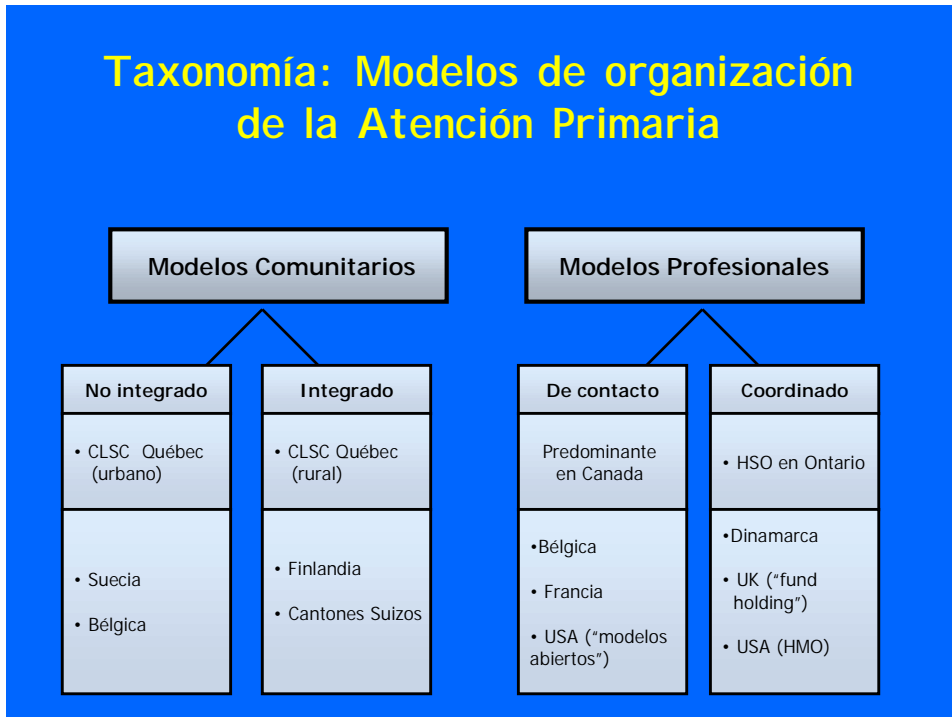 Taxonomía: Modelos de organización
de la Atención Primaria
Modelos Comunitarios
No integrado
• CLSC Québec
(urbano)
• Suecia
• Bélgica
Integrado
• CLSC Québec
(rural)
• Finlandia
• Cantones Suizos
Modelos Profesionales
De contacto
Predominante
en Canada
•Bélgica
• Francia
• USA (“modelos
abiertos”)
Coordinado
• HSO en Ontario
•Dinamarca
• UK (“fund
holding”)
• USA (HMO)